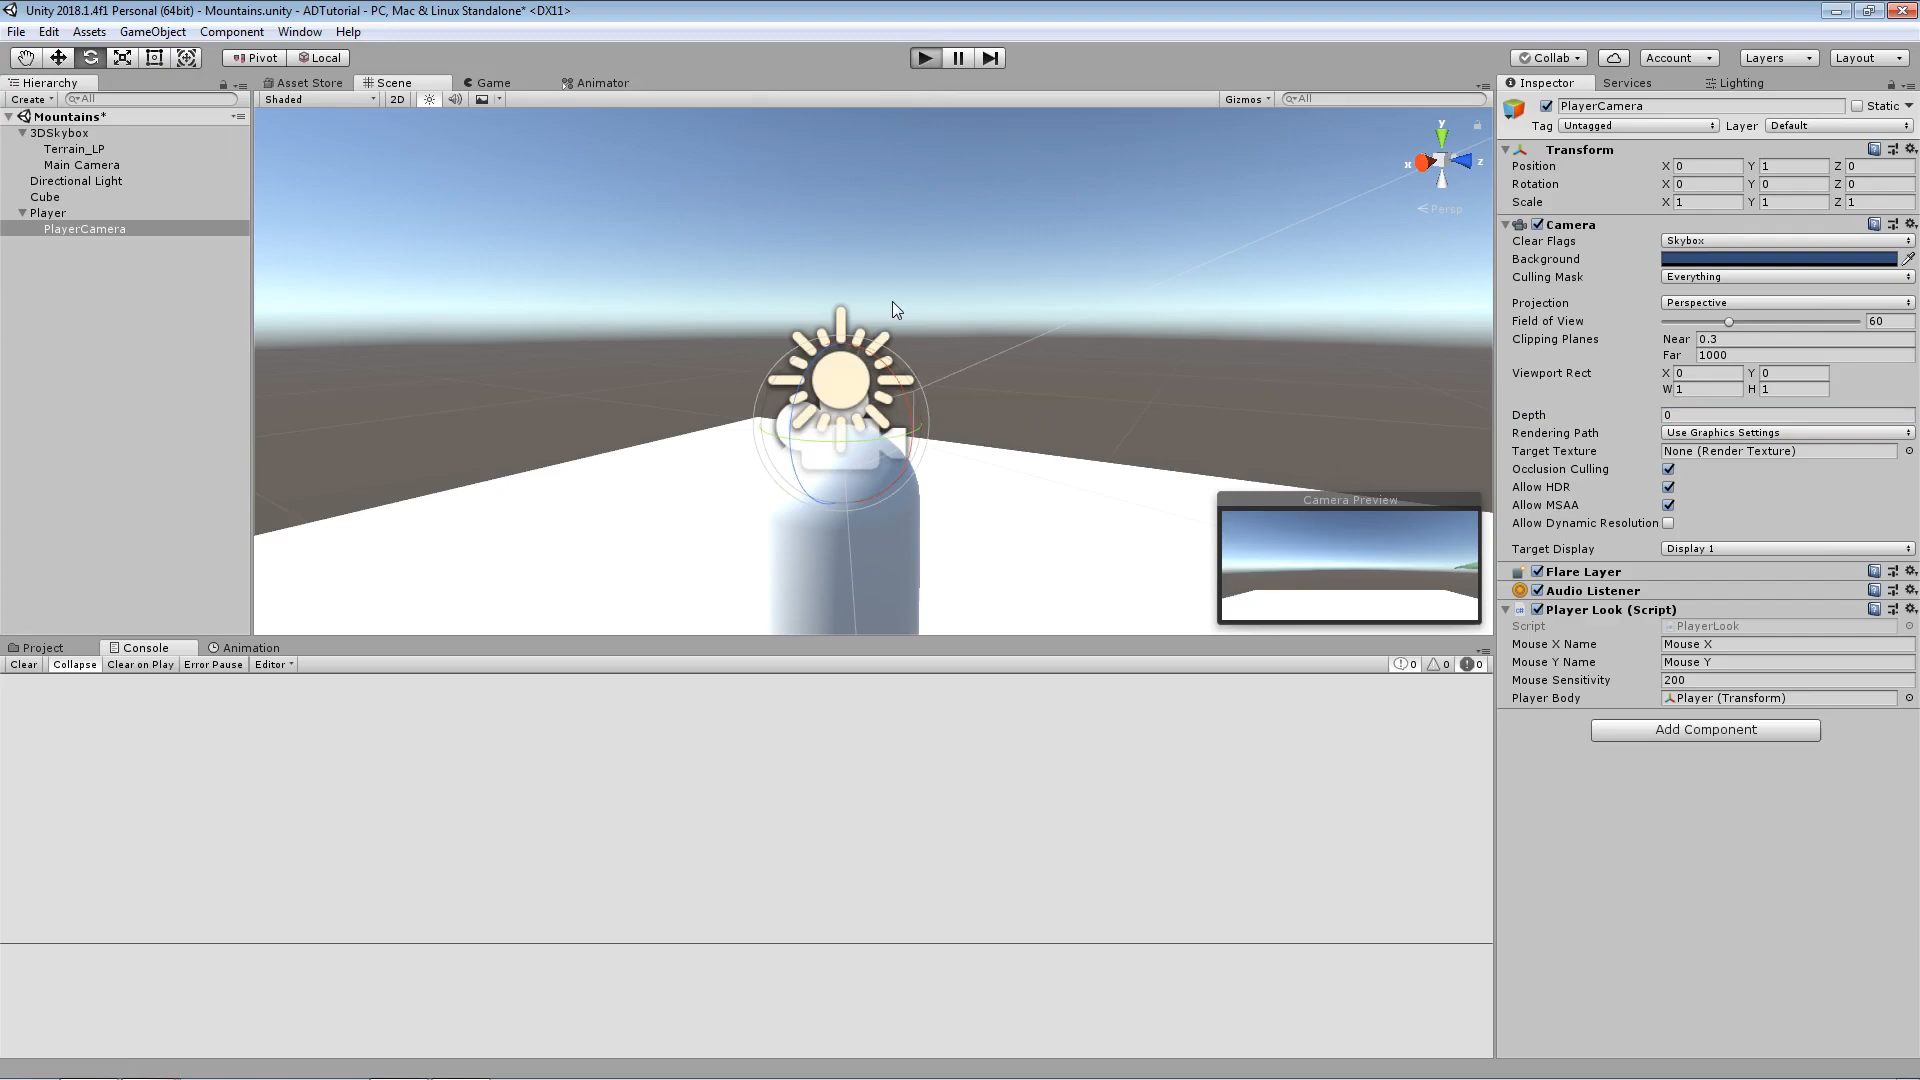 Unity 2018.1.4f1 Personal (64bit) - Mountains.unity - ADTutorial - PC, Mac & Linux Standalone* <DX11>
File Edit Assets GameObject Component Window Help
Pivot Local Collab Account Layers Layout
Hierarchy Asset Store Scene Game Animator Inspector Services Lighting
Create All Shaded 2D Gizmos All
PlayerCamera Static
Mountains*
Tag Untagged Layer Default
3DSkybox
Terrain_LP
Main Camera
Directional Light
Cube
Player
PlayerCamera
y
x z
Persp
Transform
Position X 0 Y 1 Z 0
Rotation X 0 Y 0 Z 0
Scale X 1 Y 1 Z 1
Camera
Clear Flags Skybox
Background
Culling Mask Everything
Projection Perspective
Field of View 60
Clipping Planes Near 0.3
Far 1000
Viewport Rect X 0 Y 0
W 1 H 1
Depth 0
Rendering Path Use Graphics Settings
Target Texture None (Render Texture)
Occlusion Culling
Allow HDR
Allow MSAA
Allow Dynamic Resolution
Target Display Display 1
Flare Layer
Audio Listener
Player Look (Script)
Script PlayerLook
Mouse X Name Mouse X
Mouse Y Name Mouse Y
Mouse Sensitivity 200
Player Body Player (Transform)
Add Component
Camera Preview
Project Console Animation
Clear Collapse Clear on Play Error Pause Editor 0 0 0